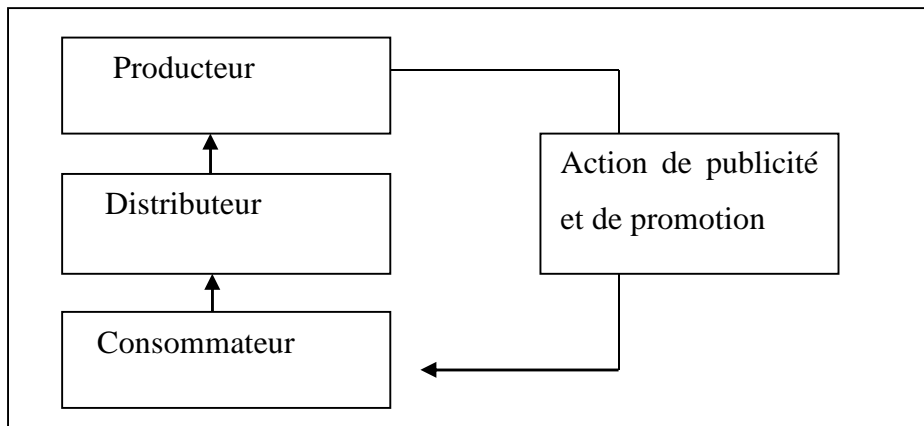 Producteur
Action de publicité
et de promotion
Distributeur
Consommateur